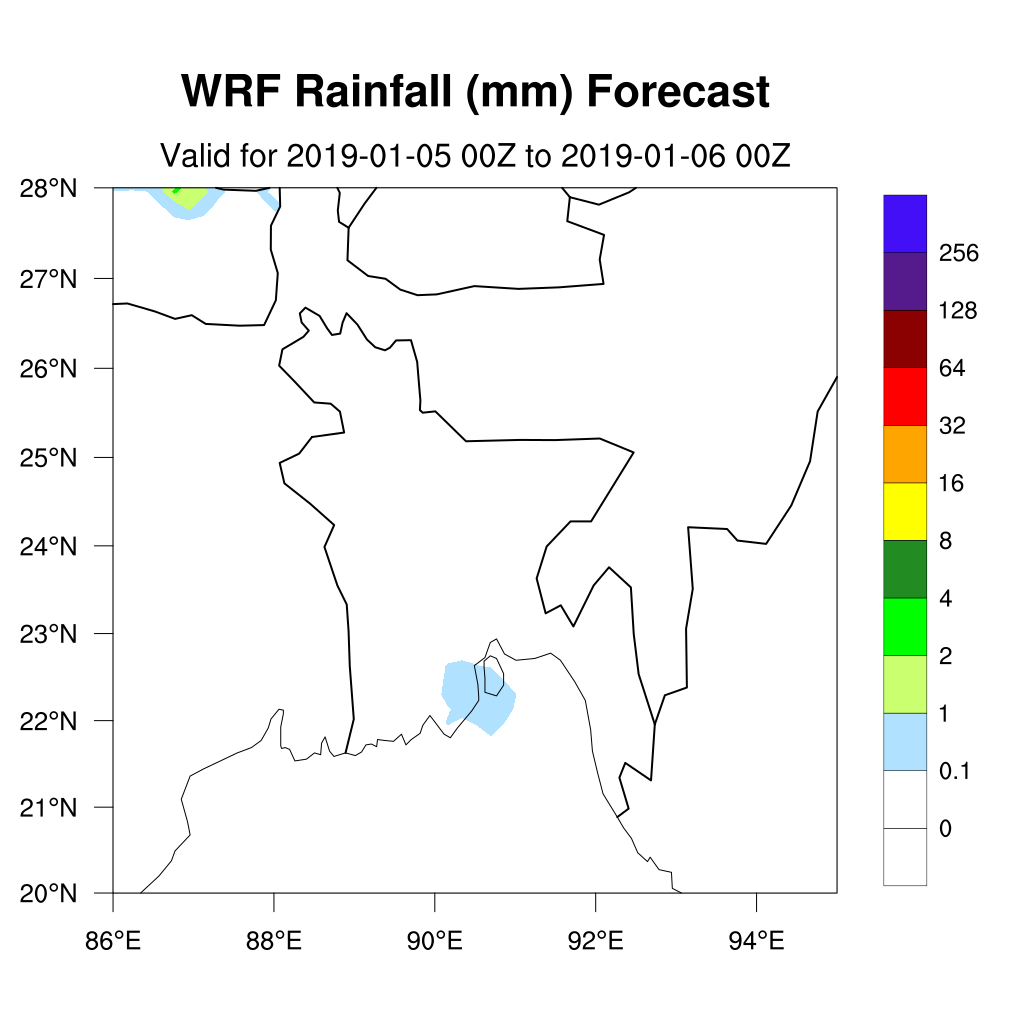 WRF Rainfall (mm) Forecast
Valid for 2019-01-05 00Z to 2019-01-06 00Z
28°N
27°N
26°N
25°N
24°N
23°N
22°N
21°N
20°N
86°E 88°E 90°E 92°E 94°E
256
128
64
32
16
8
4
2
1
0.1
0